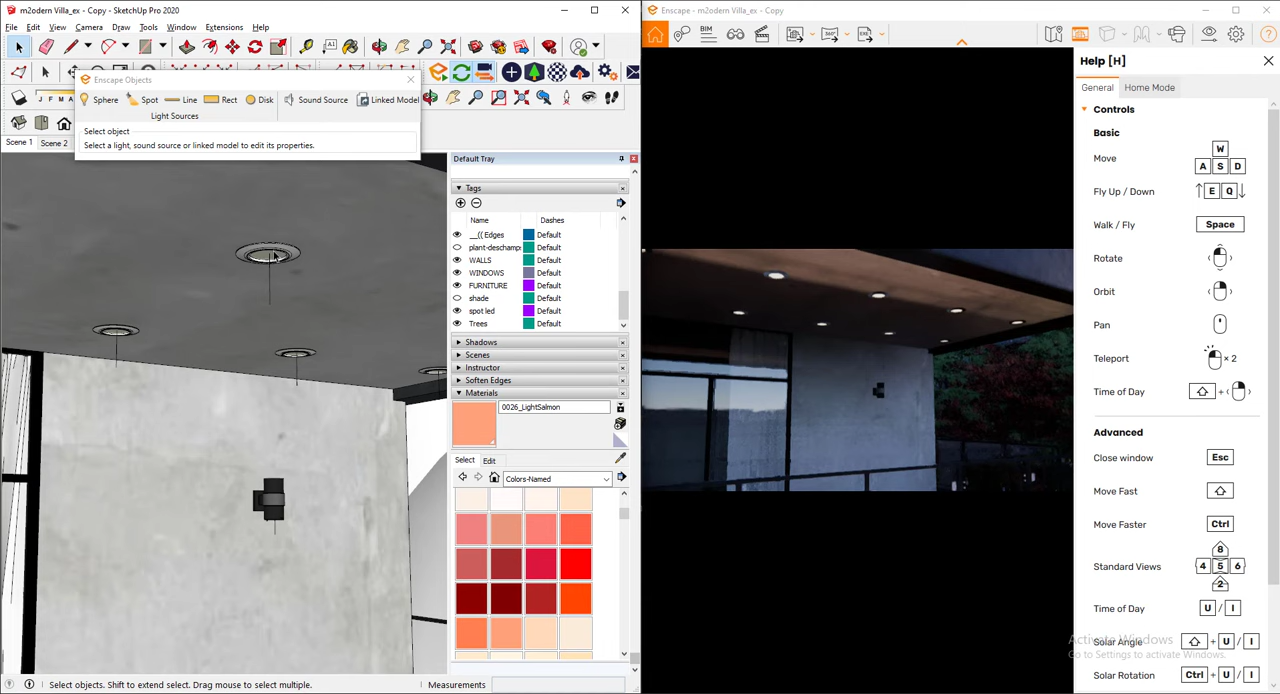 m2odern Villa_ex - Copy - SketchUp Pro 2020
File Edit View Camera Draw Tools Window Extensions Help
Enscape Objects
Sphere Spot Line Rect Disk Sound Source Linked Model
Light Sources
Select object
Select a light, sound source or linked model to edit its properties.
J F M A
Scene 1 Scene 2
Default Tray
Tags
Name Dashes
__(( Edges Default
plant-deschamp Default
WALLS Default
WINDOWS Default
FURNITURE Default
shade Default
spot led Default
Trees Default
Shadows
Scenes
Instructor
Soften Edges
Materials
0026_LightSalmon
Select Edit
Colors-Named
Select objects. Shift to extend select. Drag mouse to select multiple.
Measurements
Enscape - m2odern Villa_ex - Copy
BIM
360°
EXE
Help [H]
General Home Mode
Controls
Basic
Move W A S D
Fly Up / Down E Q
Walk / Fly Space
Rotate
Orbit
Pan
Teleport × 2
Time of Day +
Advanced
Close window Esc
Move Fast
Move Faster Ctrl
Standard Views 8 4 5 6 2
Time of Day U / I
Activate Windows
Go to Settings to activate Windows.
Solar Angle + U / I
Solar Rotation Ctrl + U / I